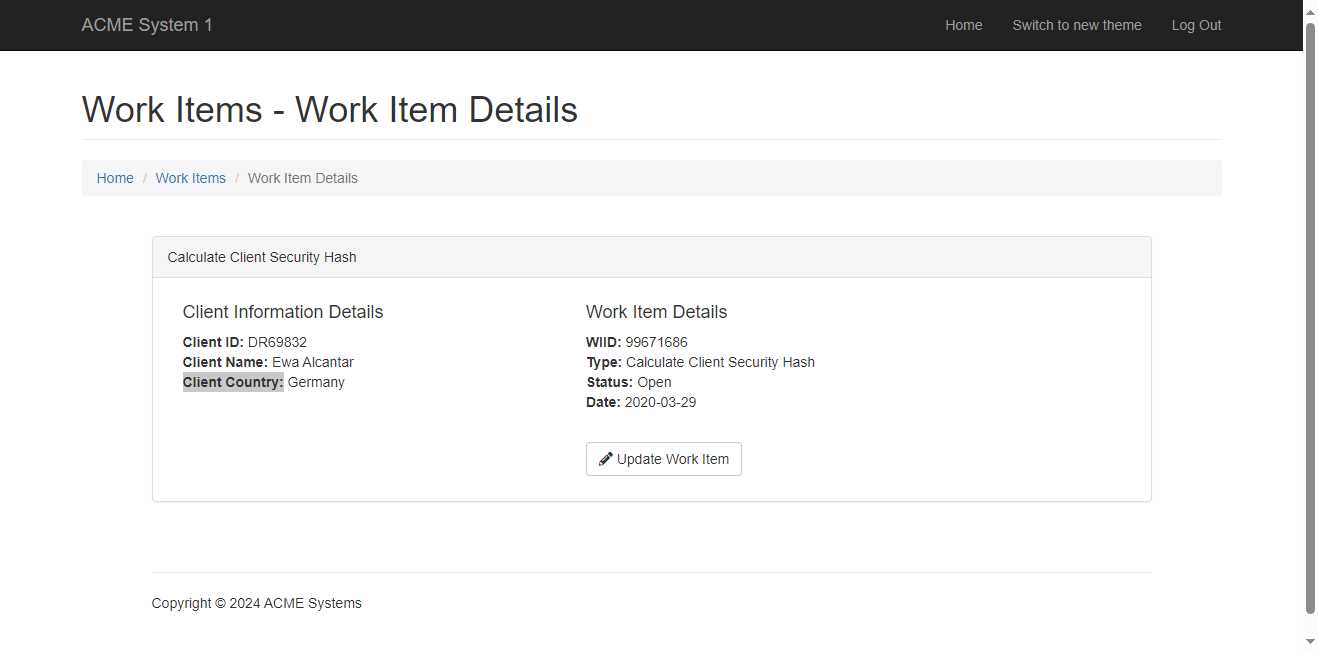 ACME System 1 Home Switch to new theme Log Out
Work Items - Work Item Details
Home / Work Items / Work Item Details
Calculate Client Security Hash
Client Information Details
Client ID: DR69832
Client Name: Ewa Alcantar
Client Country: Germany
Work Item Details
WIID: 99671686
Type: Calculate Client Security Hash
Status: Open
Date: 2020-03-29
Update Work Item
Copyright © 2024 ACME Systems